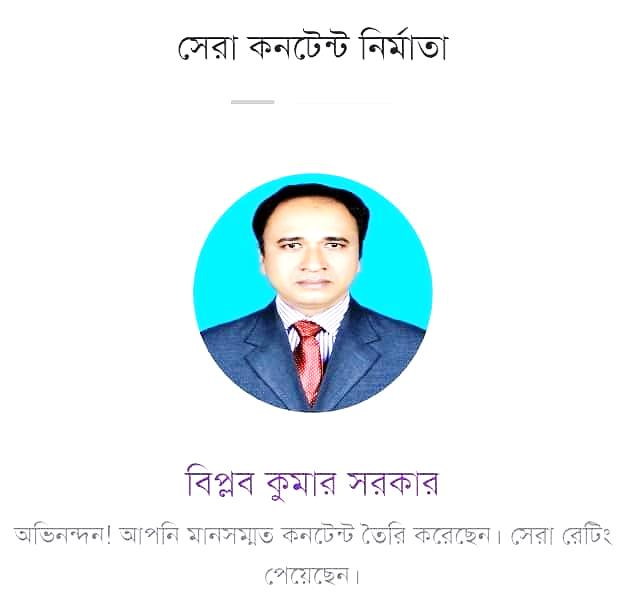 সেরা কনটেন্ট নির্মাতা
বিপ্লব কুমার সরকার
অভিনন্দন! আপনি মানসম্মত কনটেন্ট তৈরি করেছেন। সেরা রেটিং
পেয়েছেন।